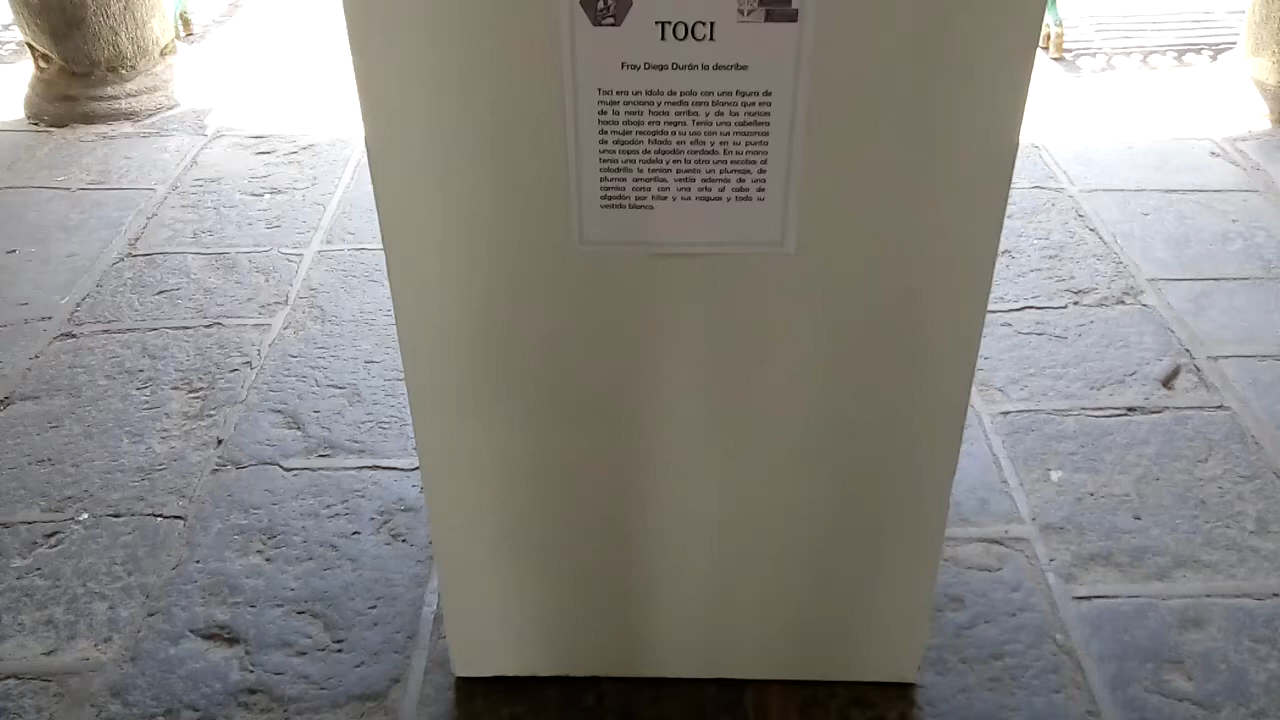 TOCI
Fray Diego Durán la describe:
Toci era un ídolo de palo con una figura de
mujer anciana y media cara blanca que era
de la nariz hacia arriba, y de las narices
hacia abajo era negra. Tenía una cabellera
de mujer recogida a su uso con sus mazorcas
de algodón hilado en ellos y en su punta
unos copos de algodón cardado. En su mano
tenía una rodela y en la otra una escoba: al
colodrillo le tenían puesto un plumaje, de
plumas amarillas, vestía además de una
camisa corta con una orla al cabo de
algodón por hilar y sus naguas y todo su
vestido blanco.